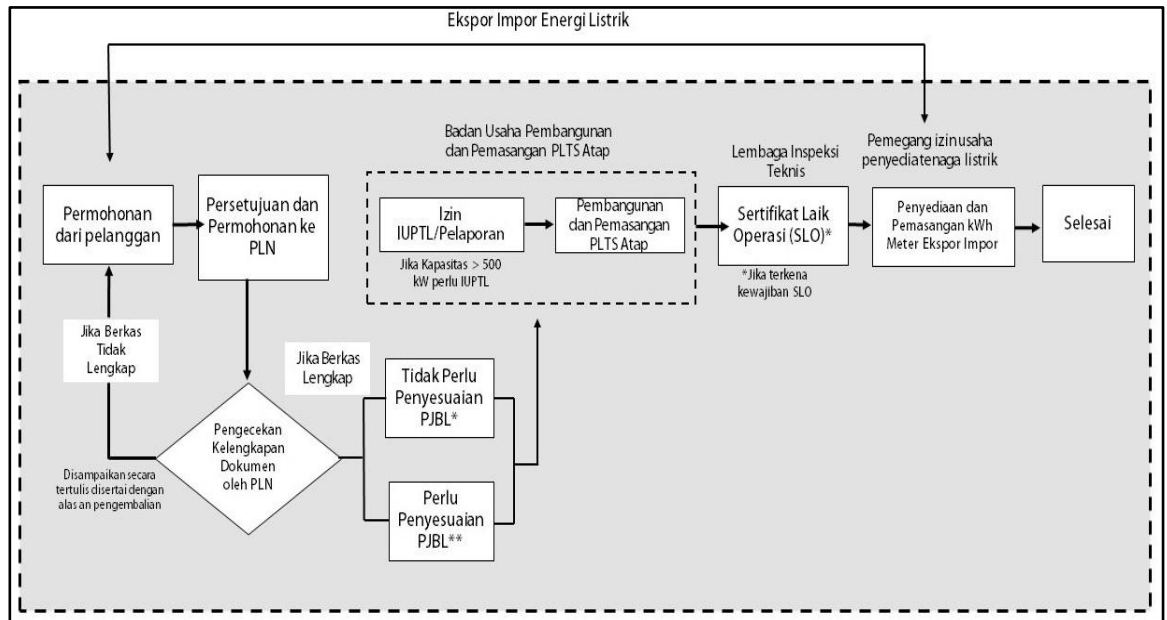 Ekspor Impor Energi Listrik
Badan Usaha Pembangunan
dan Pemasangan PLTS Atap
Lembaga Inspeksi
Teknis
Pemegang izin usaha
penyedia tenaga listrik
Permohonan
dari pelanggan
Persetujuan dan
Permohonan ke
PLN
Izin
IUPTL/Pelaporan
Jika Kapasitas > 500
kW perlu IUPTL
Pembangunan
dan Pemasangan
PLTS Atap
Sertifikat Laik
Operasi (SLO)*
*Jika terkena
kewajiban SLO
Penyediaan dan
Pemasangan kWh
Meter Ekspor Impor
Selesai
Jika Berkas
Tidak
Lengkap
Jika Berkas
Lengkap
Tidak Perlu
Penyesuaian
PJBL*
Pengecekan
Kelengkapan
Dokumen
oleh PLN
Disampaikan secara
tertulis disertai dengan
alas an pengembalian
Perlu
Penyesuaian
PJBL**